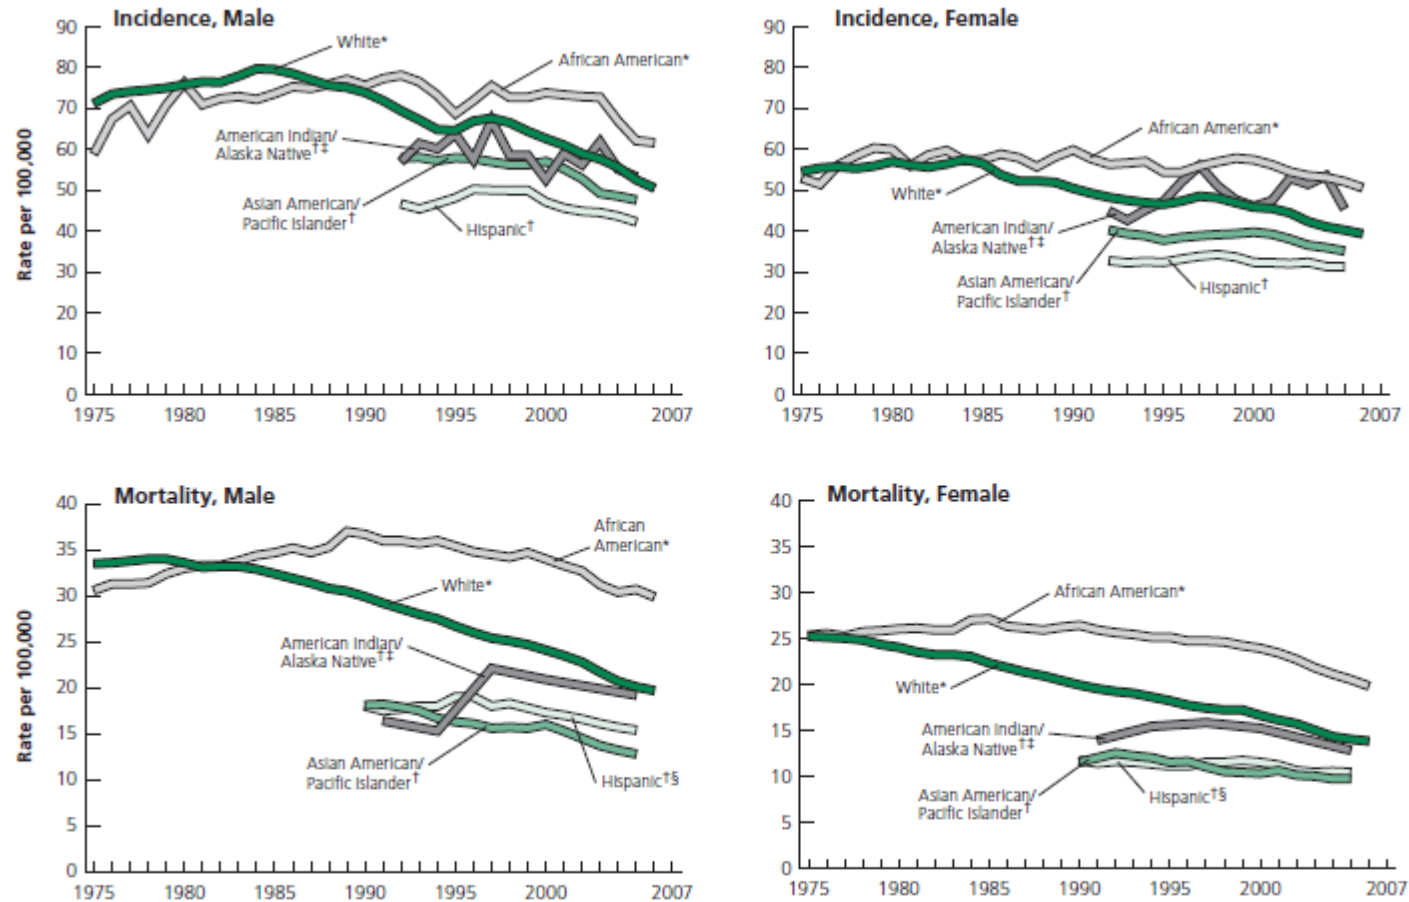 Incidence, Male
Rate per 100,000
90
80
70
60
50
40
30
20
10
0
White*
African American*
American Indian/
Alaska Native†‡
Asian American/
Pacific Islander†
Hispanic†
1975 1980 1985 1990 1995 2000 2007
Incidence, Female
90
80
70
60
50
40
30
20
10
0
African American*
White*
American Indian/
Alaska Native†‡
Asian American/
Pacific Islander†
Hispanic†
1975 1980 1985 1990 1995 2000 2007
Mortality, Male
Rate per 100,000
40
35
30
25
20
15
10
5
0
African
American*
White*
American Indian/
Alaska Native†‡
Asian American/
Pacific Islander†
Hispanic†§
1975 1980 1985 1990 1995 2000 2007
Mortality, Female
40
35
30
25
20
15
10
5
0
African American*
White*
American Indian/
Alaska Native†‡
Asian American/
Pacific Islander†
Hispanic†§
1975 1980 1985 1990 1995 2000 2007